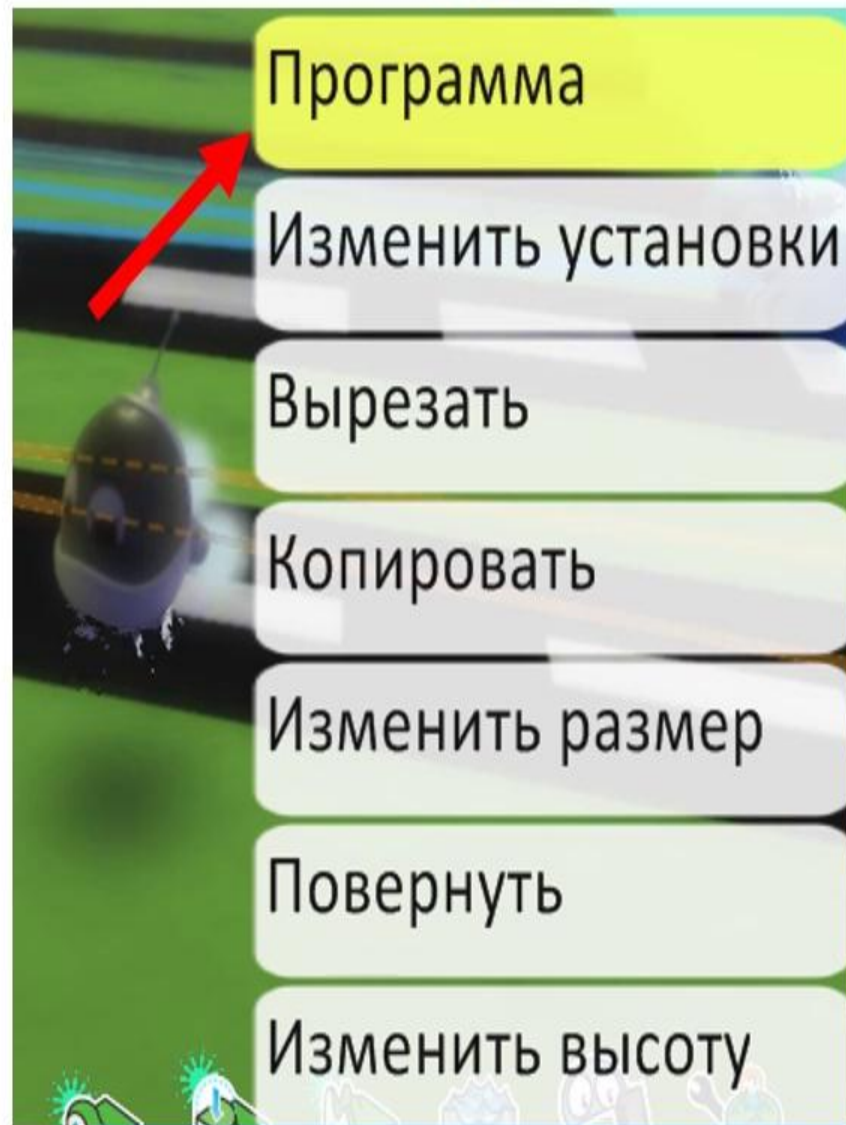 Программа
Изменить установки
Вырезать
Копировать
Изменить размер
Повернуть
Изменить высоту